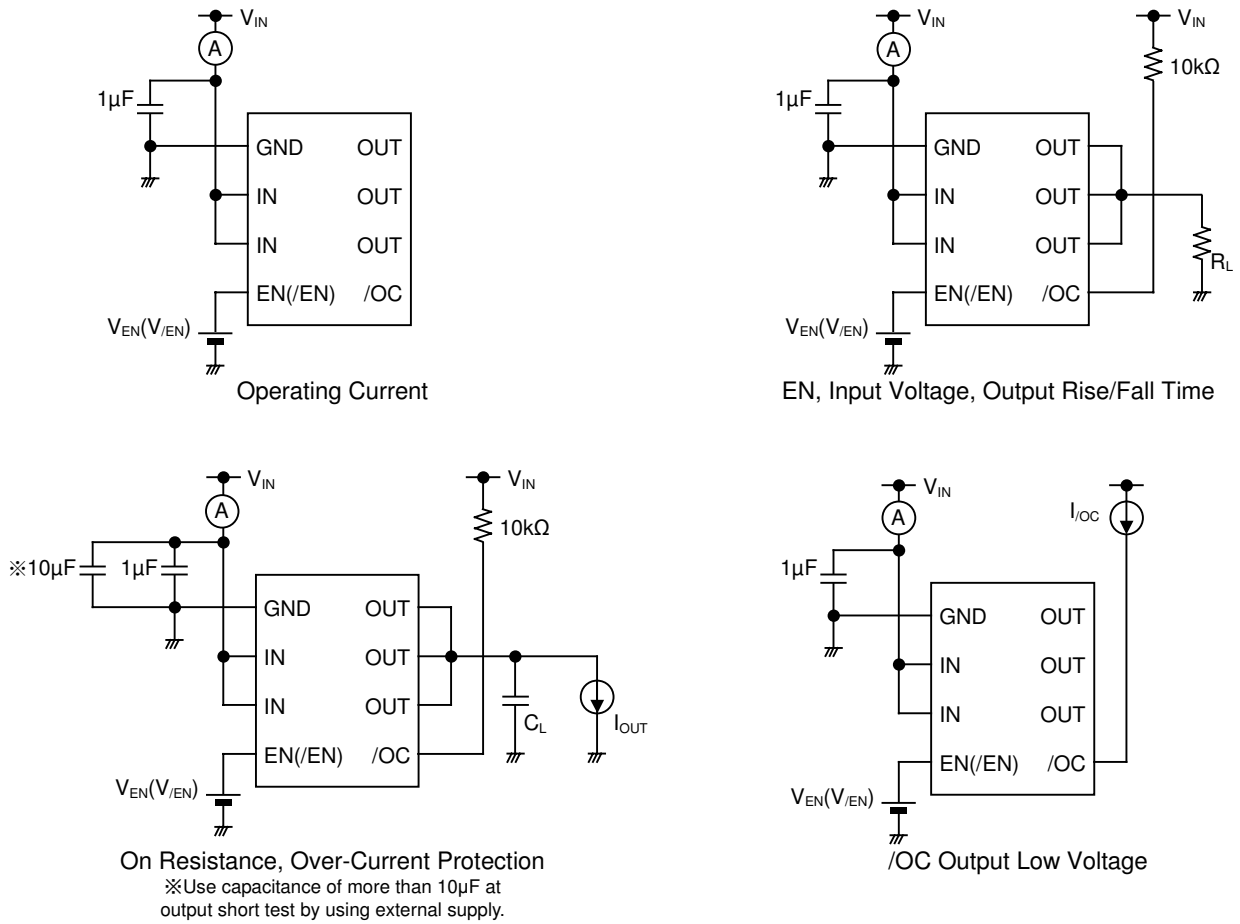 V_IN
A
1µF
GND OUT
IN OUT
IN OUT
EN(/EN) /OC
V_EN(V_/EN)
Operating Current
V_IN V_IN
A
10kΩ
1µF
GND OUT
IN OUT
IN OUT
R_L
EN(/EN) /OC
V_EN(V_/EN)
EN, Input Voltage, Output Rise/Fall Time
V_IN V_IN
A
10kΩ
※10µF 1µF
GND OUT
IN OUT
IN OUT
C_L I_OUT
EN(/EN) /OC
V_EN(V_/EN)
On Resistance, Over-Current Protection
※Use capacitance of more than 10µF at
output short test by using external supply.
V_IN
A
I_/OC
1µF
GND OUT
IN OUT
IN OUT
EN(/EN) /OC
V_EN(V_/EN)
/OC Output Low Voltage